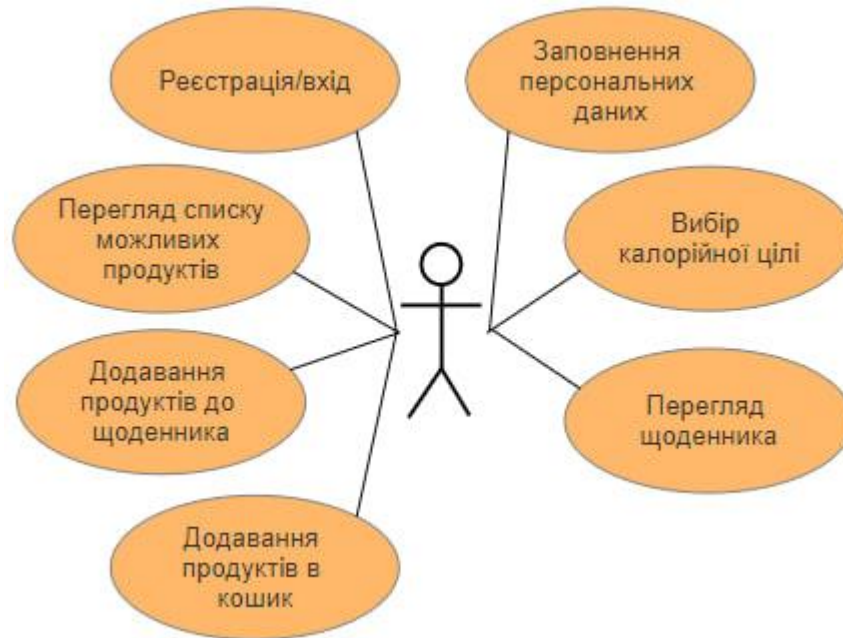 Реєстрація/вхід
Заповнення
персональних
даних
Перегляд списку
можливих
продуктів
Вибір
калорійної цілі
Додавання
продуктів до
щоденника
Перегляд
щоденника
Додавання
продуктів в
кошик